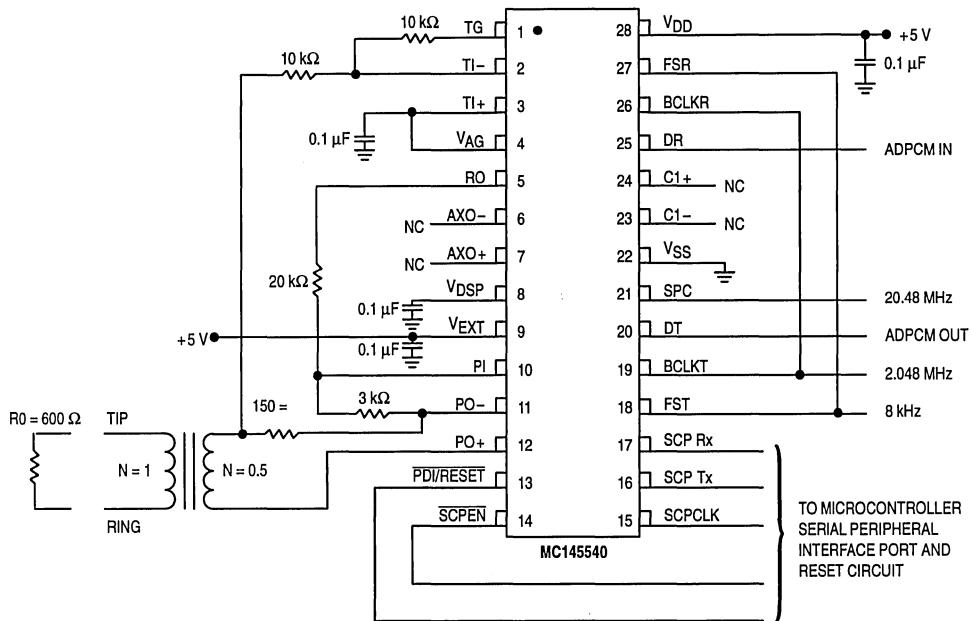 10 kΩ
TG
1
28
VDD
+5 V
10 kΩ
TI–
2
27
FSR
0.1 µF
TI+
3
26
BCLKR
0.1 µF
VAG
4
25
DR
ADPCM IN
RO
5
24
C1+
NC
NC
AXO–
6
23
C1–
NC
NC
AXO+
7
22
VSS
20 kΩ
VDSP
8
21
SPC
20.48 MHz
0.1 µF
+5 V
VEXT
9
20
DT
ADPCM OUT
0.1 µF
PI
10
19
BCLKT
2.048 MHz
3 kΩ
150 =
PO–
11
18
FST
8 kHz
R0 = 600 Ω
TIP
PO+
12
17
SCP Rx
N = 1
N = 0.5
PDI/RESET
13
16
SCP Tx
RING
SCPEN
14
15
SCPCLK
MC145540
TO MICROCONTROLLER
SERIAL PERIPHERAL
INTERFACE PORT AND
RESET CIRCUIT